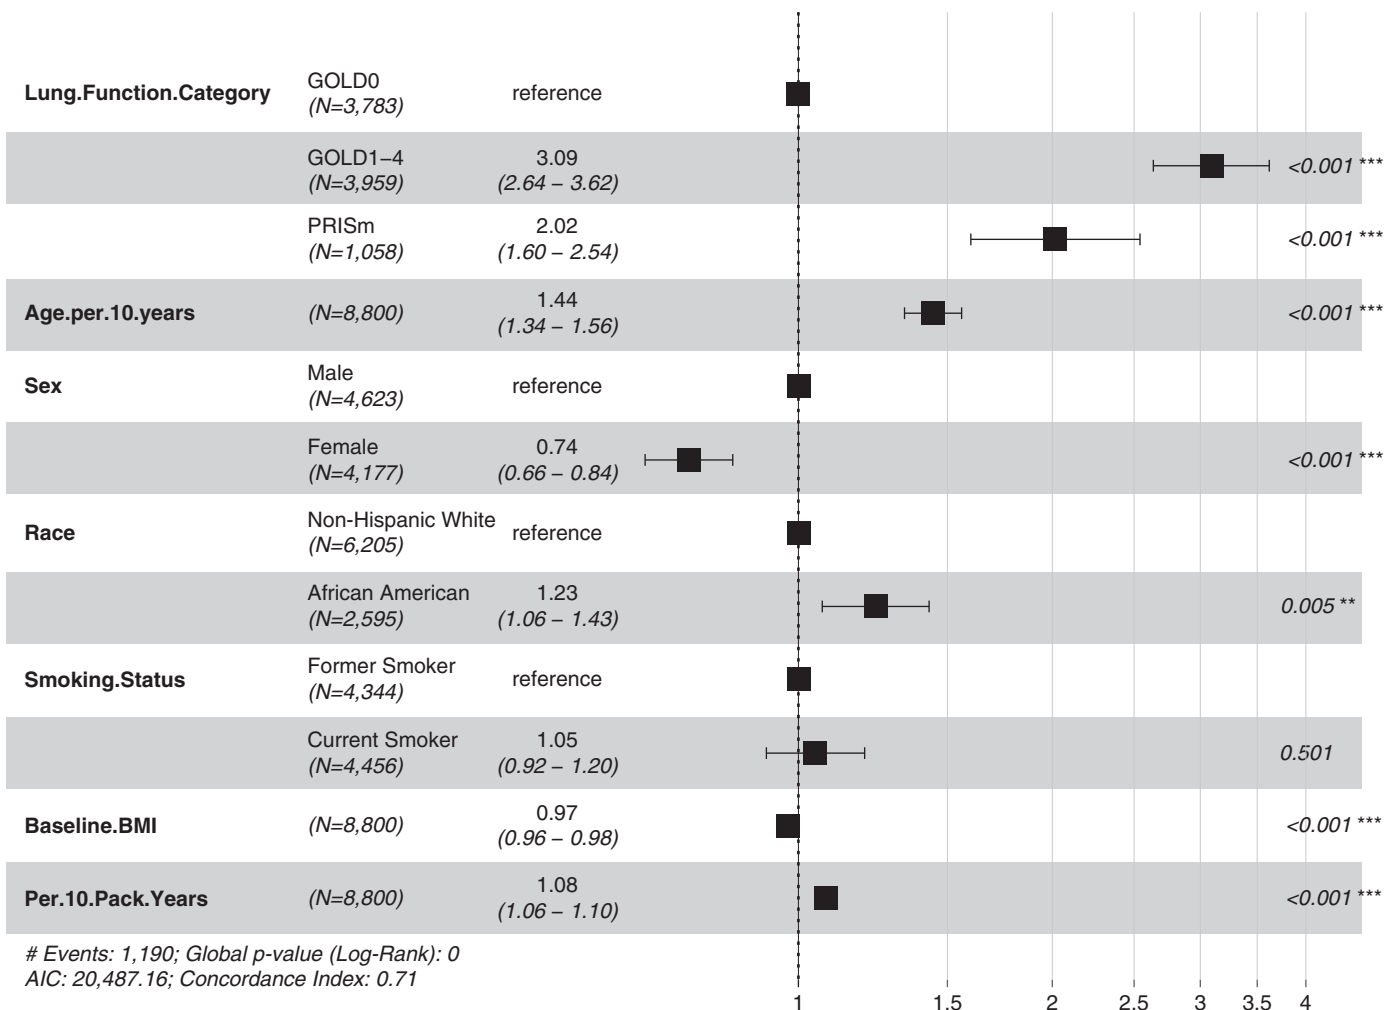 GOLD0
Lung.Function.Category reference
(N=3,783)
GOLD1–4 3.09
<0.001 ***
(N=3,959) (2.64 – 3.62)
PRISm 2.02
<0.001 ***
(N=1,058) (1.60 – 2.54)
1.44
Age.per.10.years (N=8,800) <0.001 ***
(1.34 – 1.56)
Male
Sex reference
(N=4,623)
Female 0.74
<0.001 ***
(N=4,177) (0.66 – 0.84)
Non-Hispanic White
Race reference
(N=6,205)
African American 1.23
0.005 **
(N=2,595) (1.06 – 1.43)
Former Smoker
Smoking.Status reference
(N=4,344)
Current Smoker 1.05
0.501
(N=4,456) (0.92 – 1.20)
0.97
Baseline.BMI (N=8,800) <0.001 ***
(0.96 – 0.98)
1.08
Per.10.Pack.Years (N=8,800) <0.001 ***
(1.06 – 1.10)
# Events: 1,190; Global p-value (Log-Rank): 0
AIC: 20,487.16; Concordance Index: 0.71
1 1.5 2 2.5 3 3.5 4